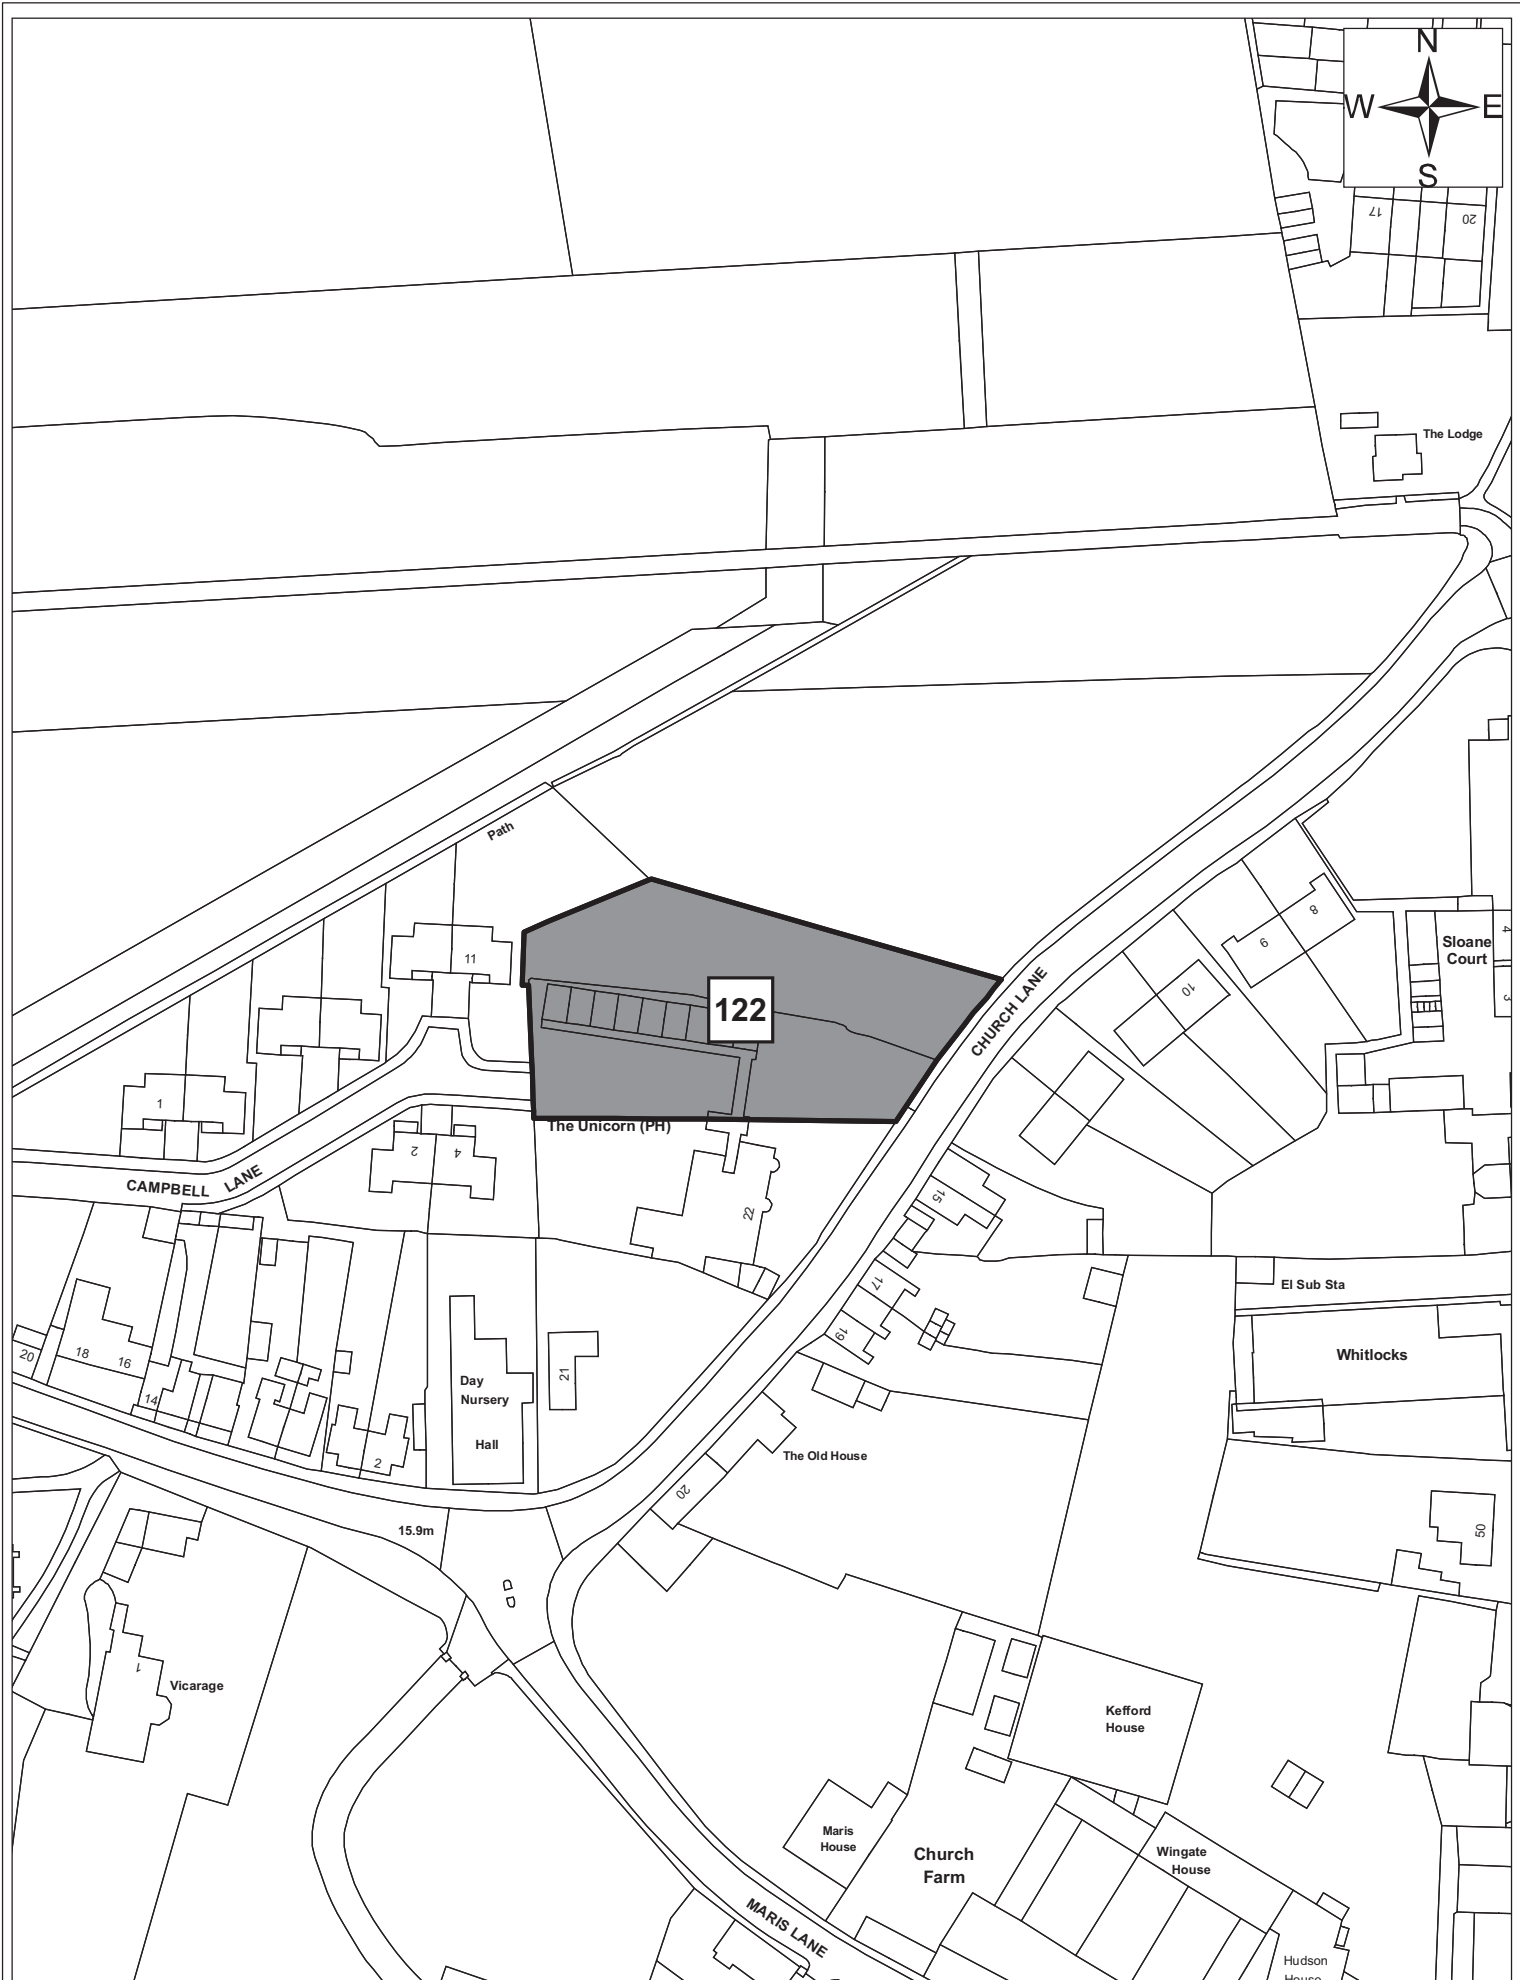 N
W E
S
17
20
The Lodge
Path
11
8
9
10
Sloane
Court
4
3
122
CHURCH LANE
1
The Unicorn (PH)
2
4
CAMPBELL LANE
15
22
17
El Sub Sta
19
Whitlocks
20
18
16
14
Day
Nursery
Hall
21
2
The Old House
20
15.9m
50
1
Vicarage
Kefford
House
Maris
House
Church
Farm
Wingate
House
MARIS LANE
Hudson
House